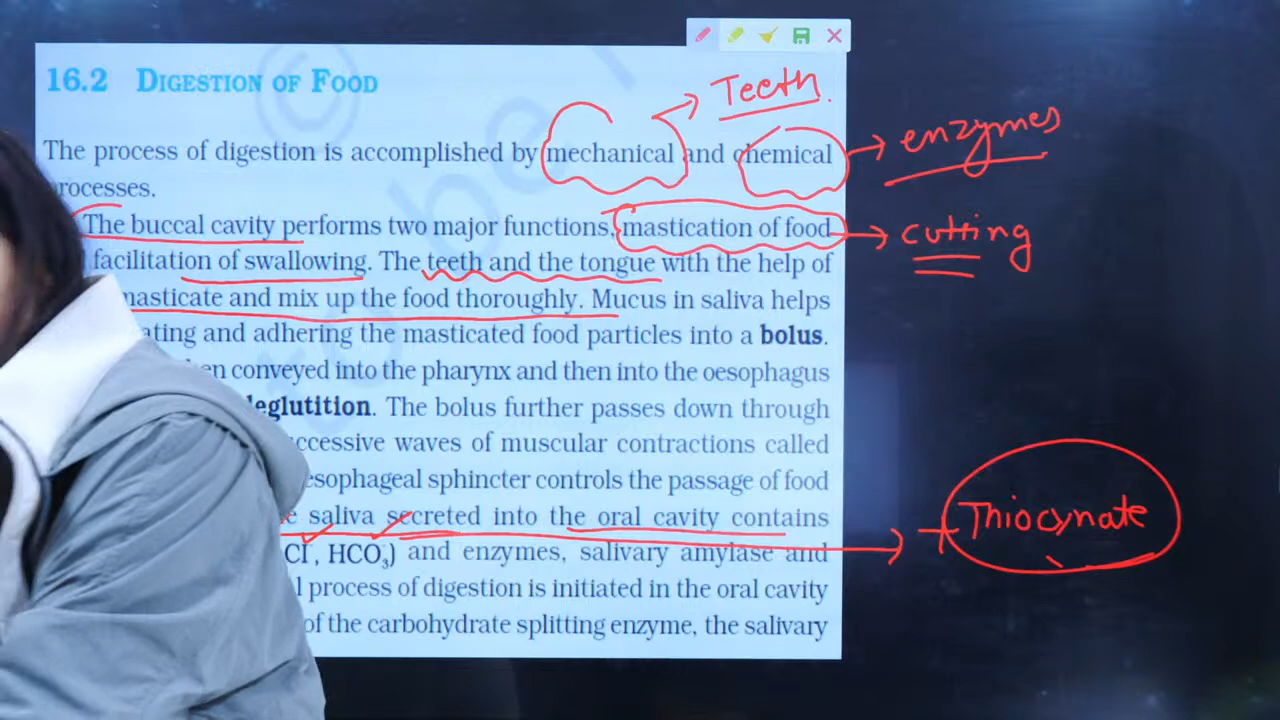 16.2 DIGESTION OF FOOD
Teeth.
The process of digestion is accomplished by mechanical and chemical
enzymes
processes.
The buccal cavity performs two major functions, mastication of food
cutting
facilitation of swallowing. The teeth and the tongue with the help of
masticate and mix up the food thoroughly. Mucus in saliva helps
and adhering the masticated food particles into a bolus.
conveyed into the pharynx and then into the oesophagus
deglutition. The bolus further passes down through
successive waves of muscular contractions called
sphincter controls the passage of food
saliva secreted into the oral cavity contains
Thiocynate
Cl⁻, HCO₃⁻) and enzymes, salivary amylase and
process of digestion is initiated in the oral cavity
of the carbohydrate splitting enzyme, the salivary